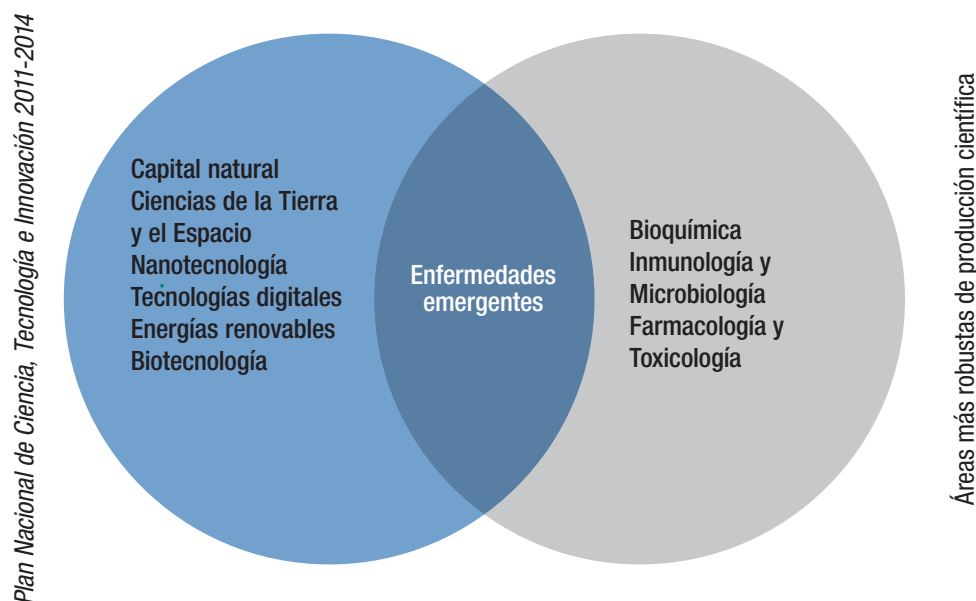 Plan Nacional de Ciencia, Tecnología e Innovación 2011-2014
Capital natural
Ciencias de la Tierra
y el Espacio
Nanotecnología
Tecnologías digitales
Energías renovables
Biotecnología
Enfermedades
emergentes
Bioquímica
Inmunología y
Microbiología
Farmacología y
Toxicología
Áreas más robustas de producción científica